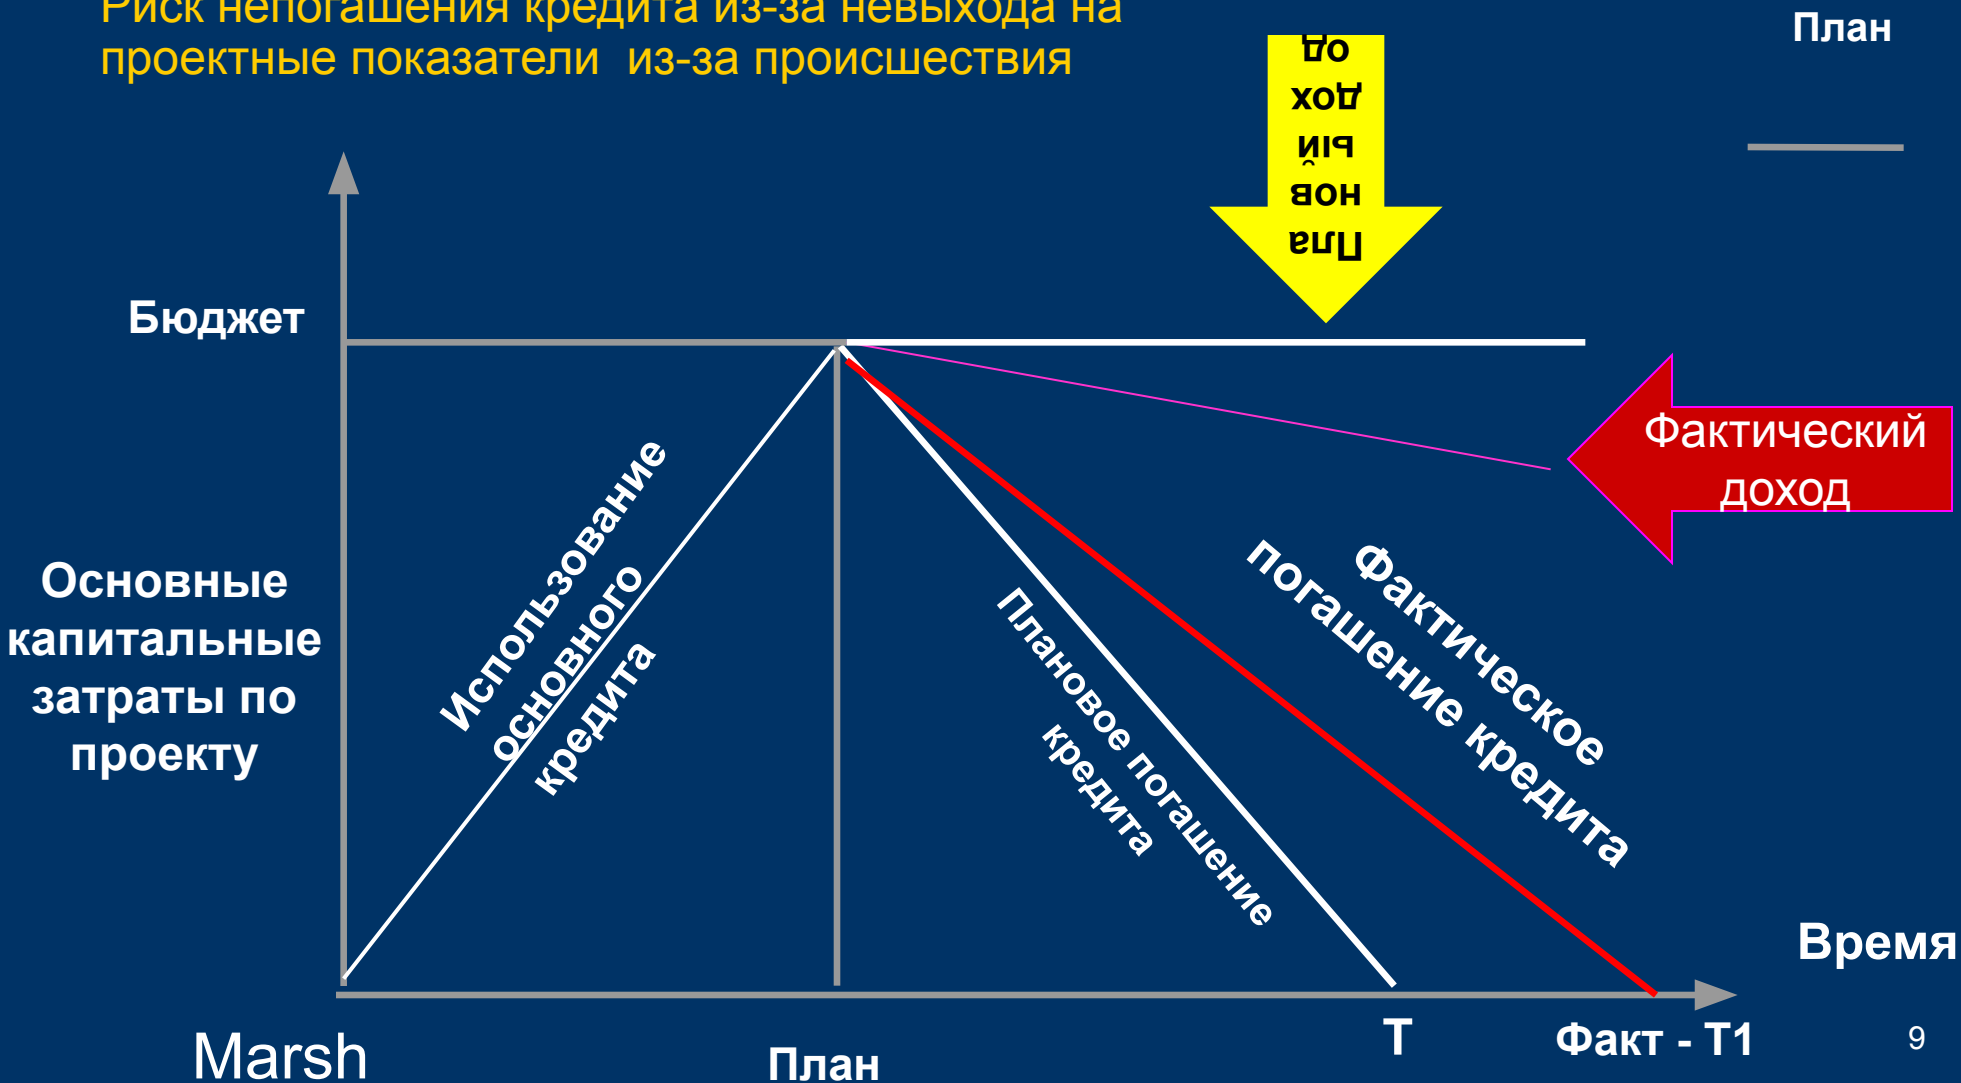 Риск непогашения кредита из-за невыхода на
проектные показатели из-за происшествия
План
Пла
нов
ый
дох
од
Бюджет
Фактический
доход
Основные
капитальные
затраты по
проекту
Использование
основного
кредита
Плановое погашение
кредита
Фактическое
погашение кредита
Время
Т
Факт - Т1
План
Marsh
9